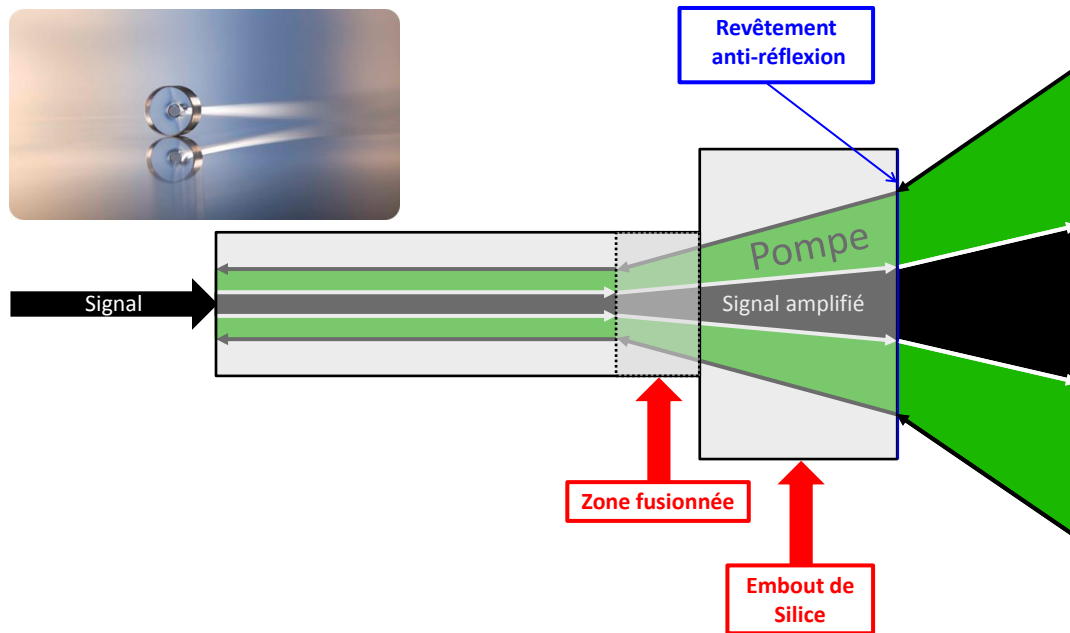 Revêtement
anti-réflexion
Pompe
Signal
Signal amplifié
Zone fusionnée
Embout de
Silice